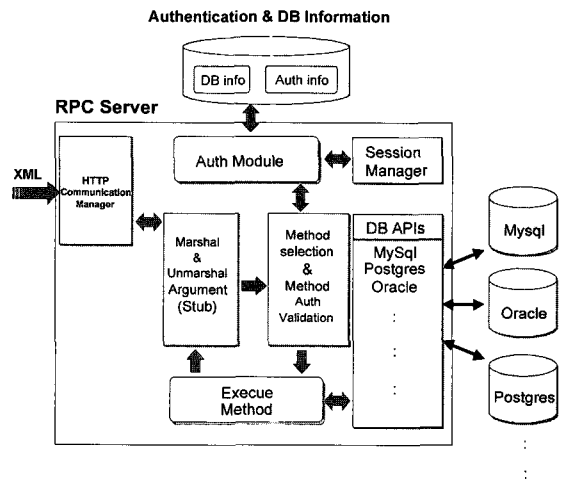 Authentication & DB Information
DB info
Auth info
RPC Server
XML
HTTP
Communication
Manager
Auth Module
Session
Manager
Marshal
&
Unmarshal
Argument
(Stub)
Method
selection
&
Method
Auth
Validation
DB APIs
MySql
Postgres
Oracle
:
:
:
Execue
Method
Mysql
Oracle
Postgres
:
: